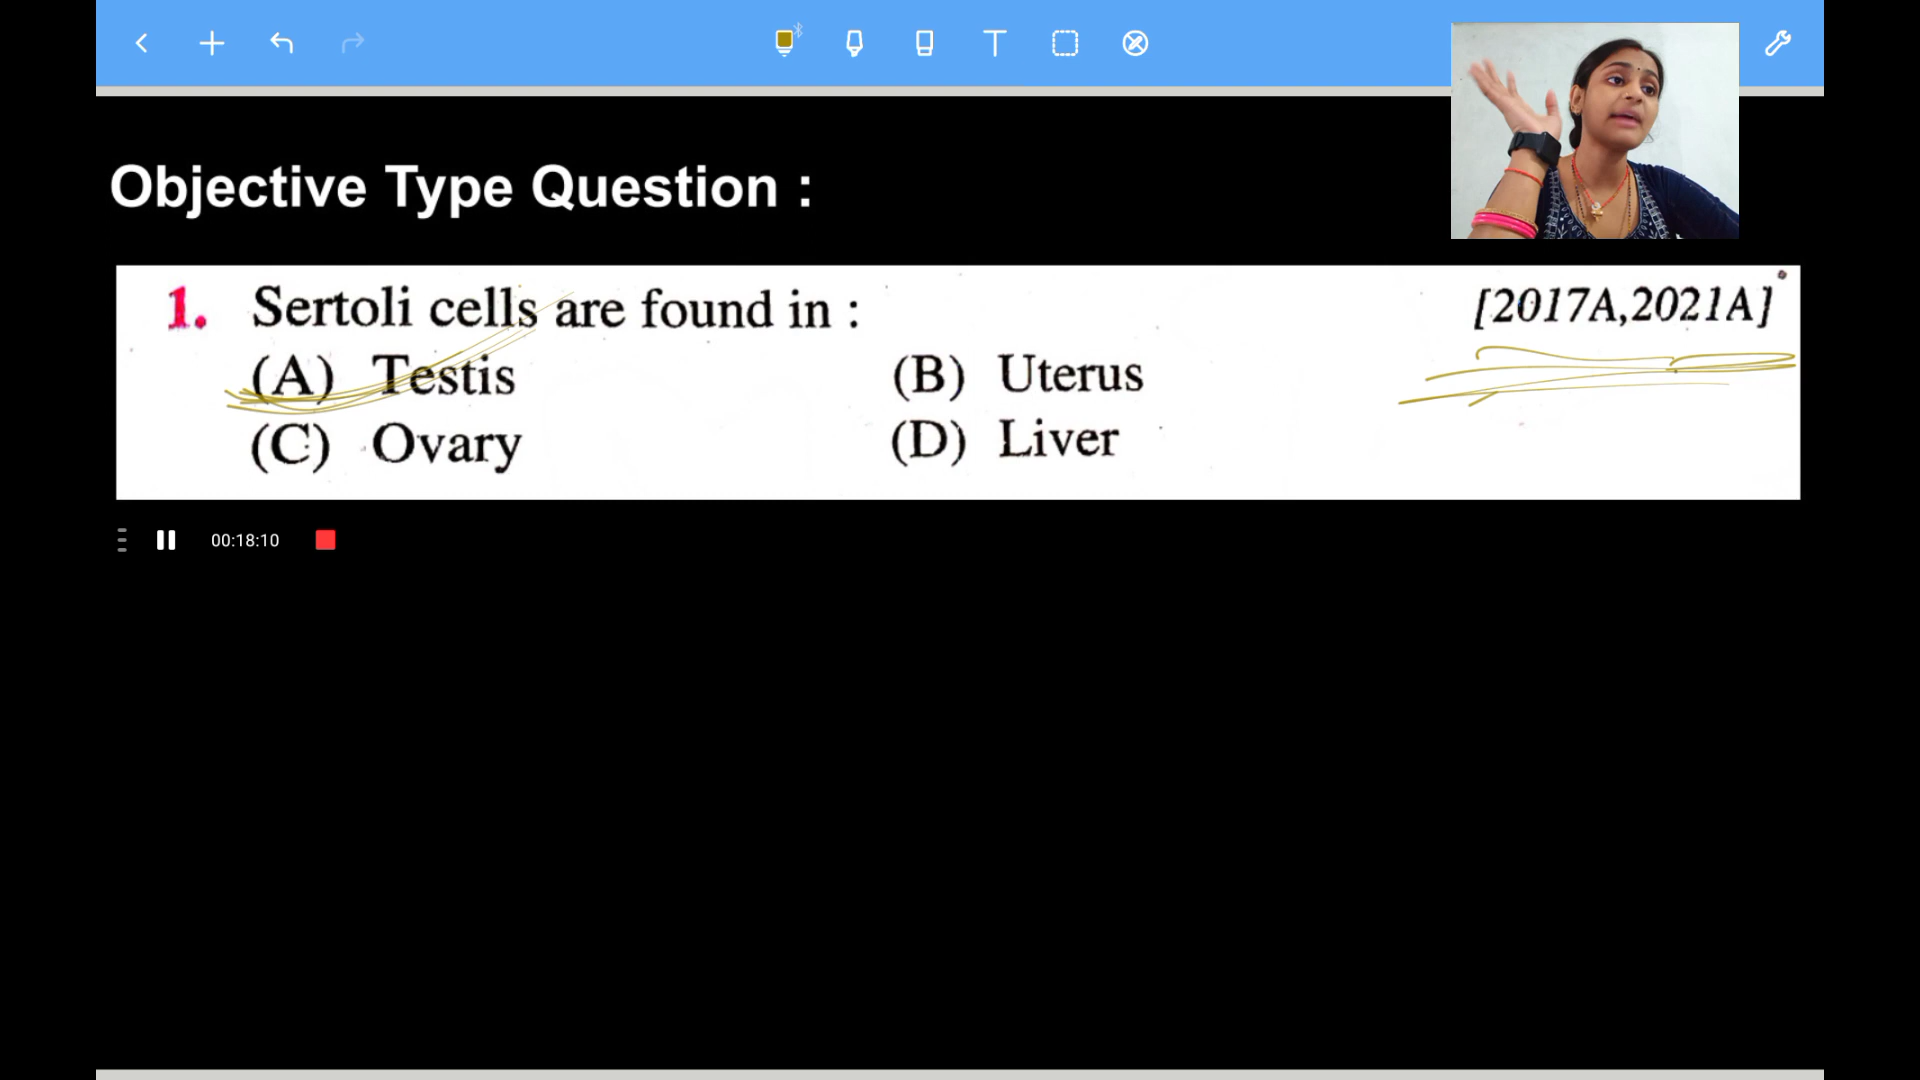 Objective Type Question :
1. Sertoli cells are found in : [2017A,2021A]
(A) Testis (B) Uterus
(C) Ovary (D) Liver
00:18:10